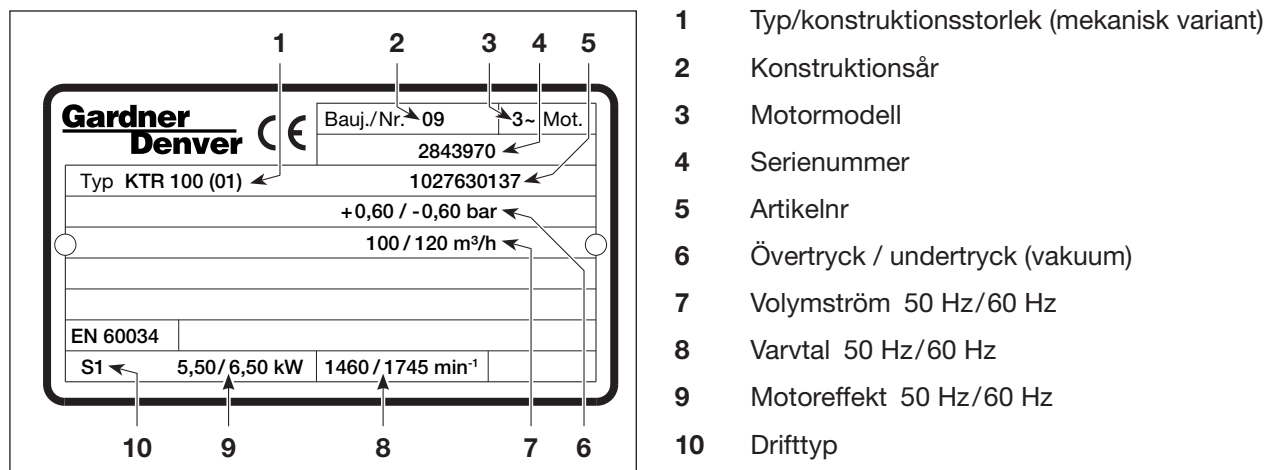 1 2 3 4 5
Gardner
Denver CE Bauj./Nr. 09 3~ Mot.
2843970
Typ KTR 100 (01) 1027630137
+0,60 / -0,60 bar
100 / 120 m³/h
EN 60034
S1 5,50/6,50 kW 1460/1745 min⁻¹
10 9 8 7 6
1 Typ/konstruktionsstorlek (mekanisk variant)
2 Konstruktionsår
3 Motormodell
4 Serienummer
5 Artikelnr
6 Övertryck / undertryck (vakuum)
7 Volymström 50 Hz/60 Hz
8 Varvtal 50 Hz/60 Hz
9 Motoreffekt 50 Hz/60 Hz
10 Drifttyp